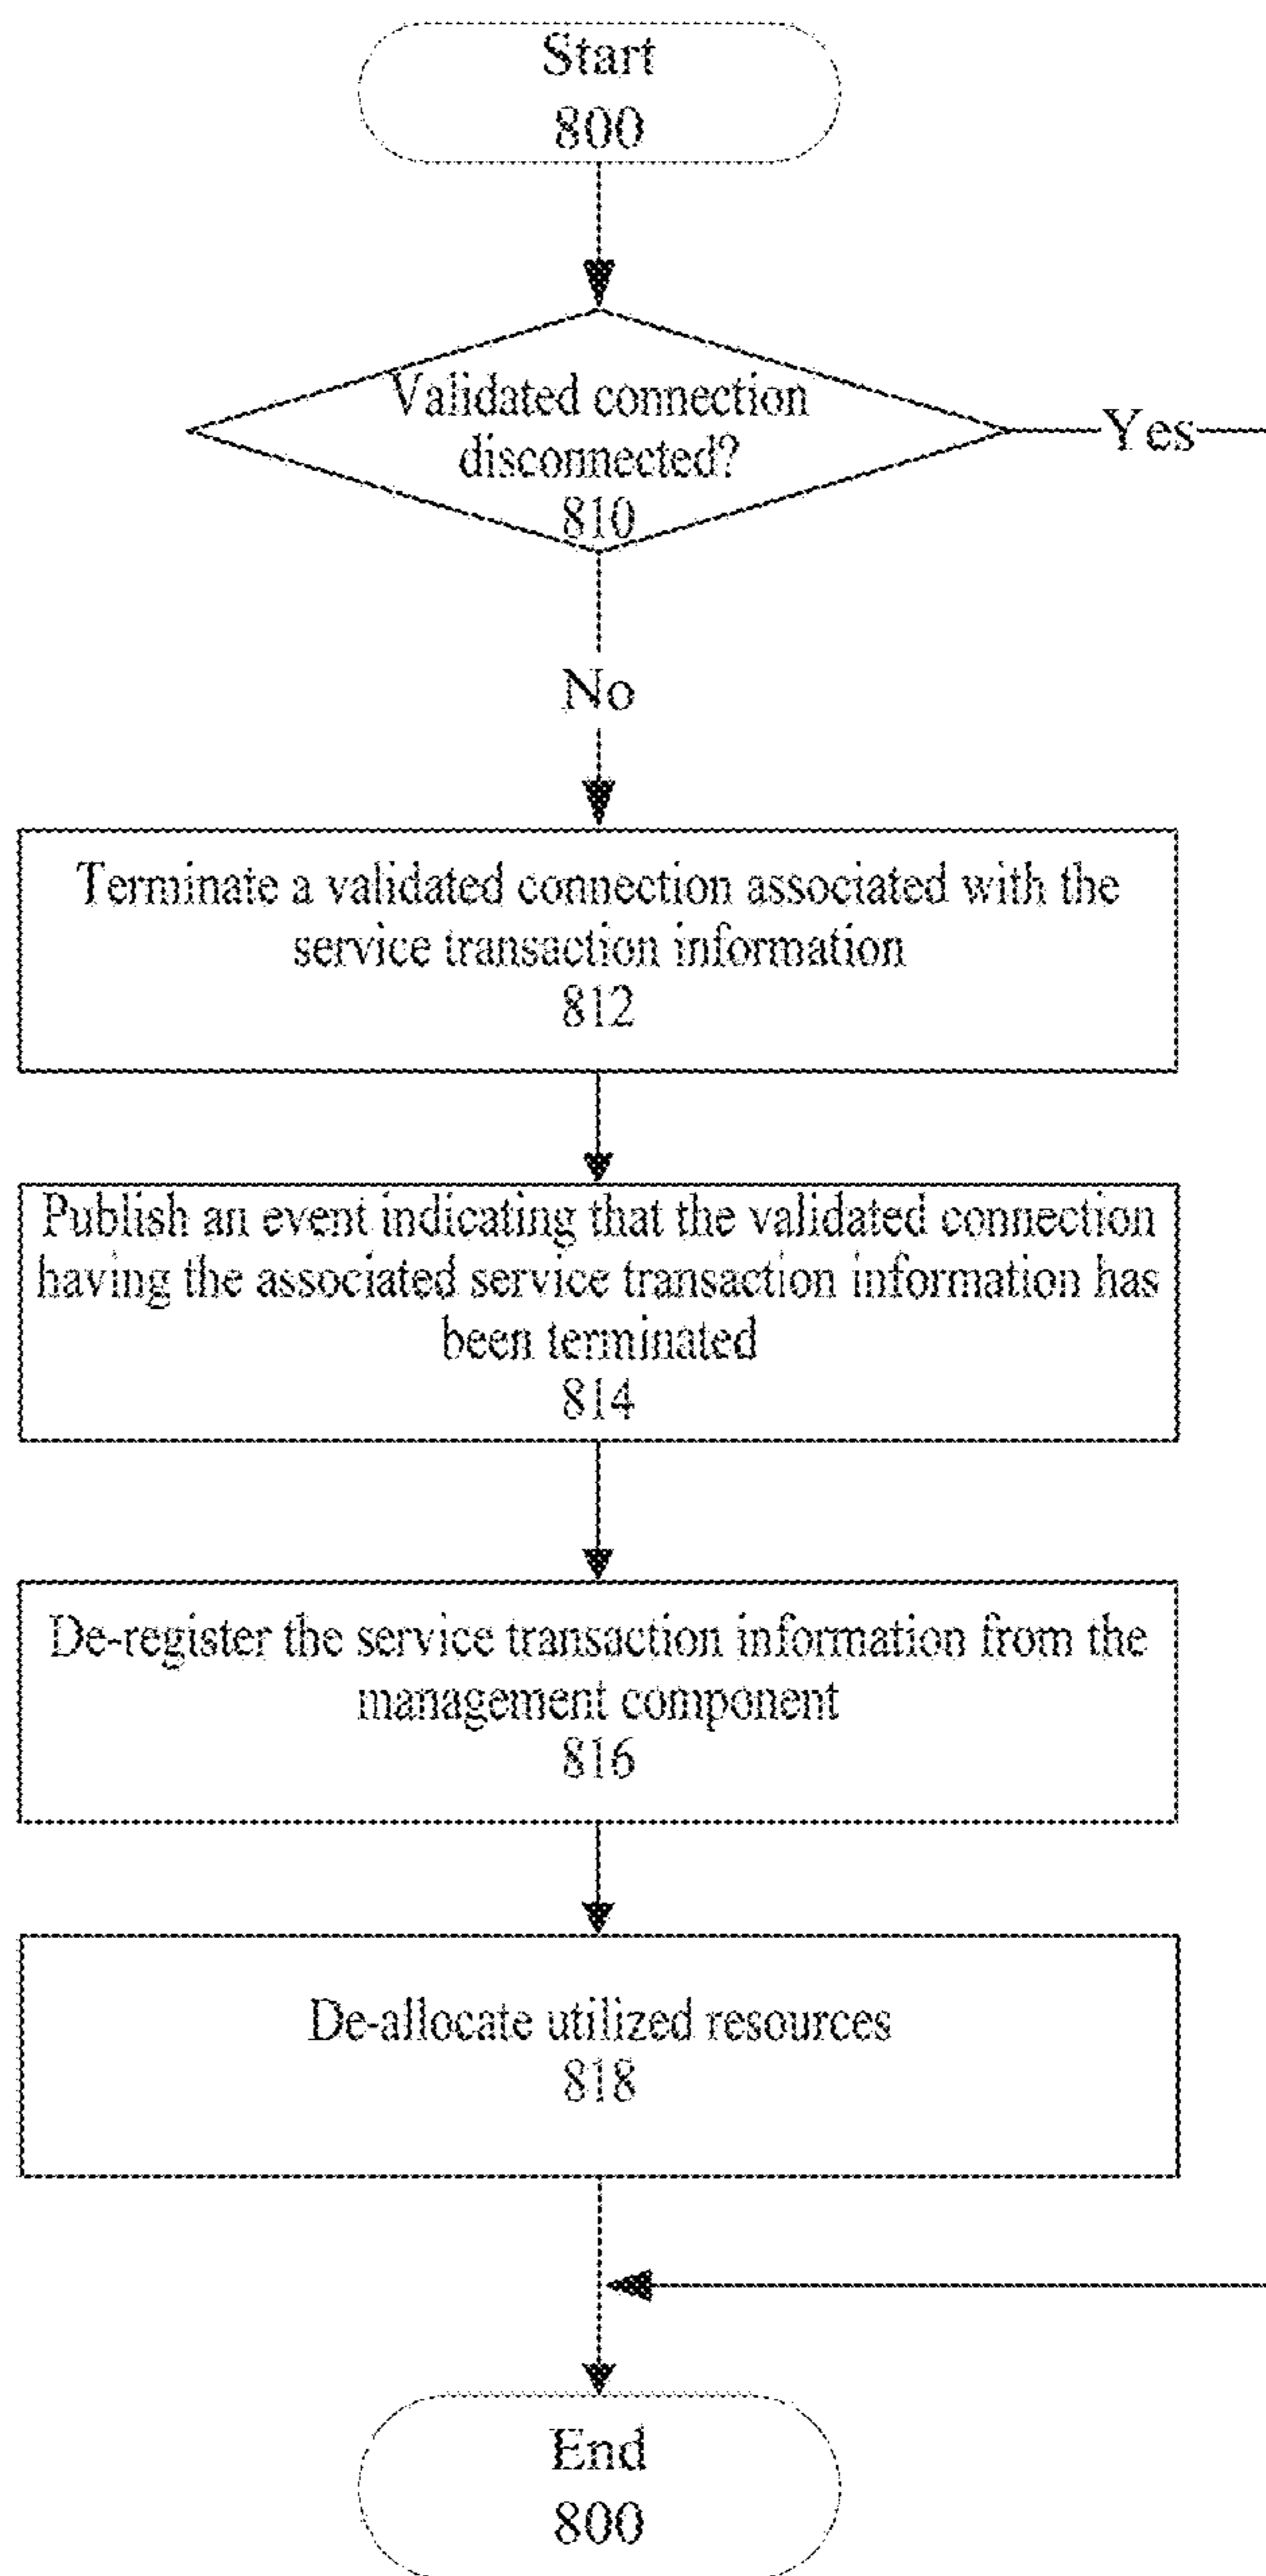 Start
800
Validated connection
disconnected?
810
Yes
No
Terminate a validated connection associated with the
service transaction information
812
Publish an event indicating that the validated connection
having the associated service transaction information has
been terminated
814
De-register the service transaction information from the
management component
816
De-allocate utilized resources
818
End
800